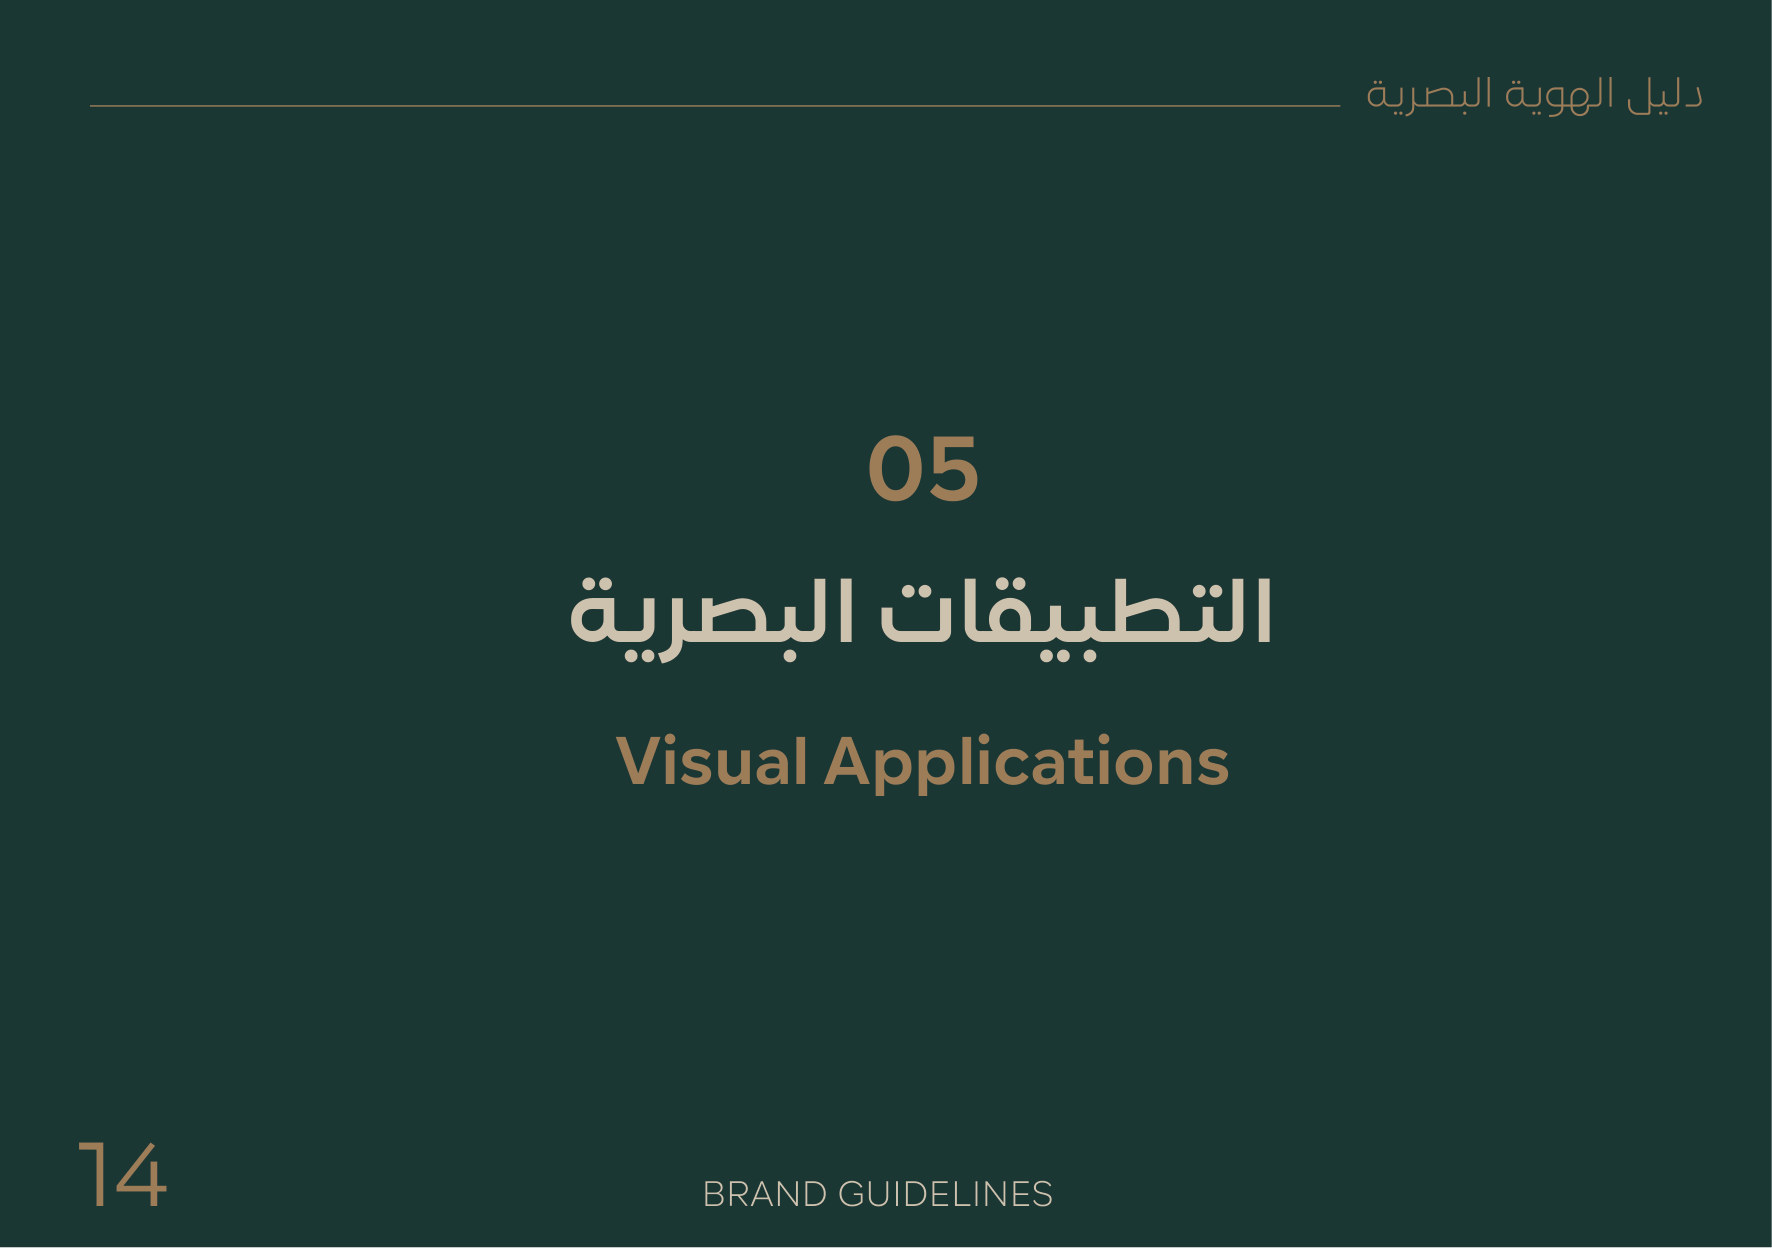 دليل الهوية البصرية
05
التطبيقات البصرية
Visual Applications
14
BRAND GUIDELINES